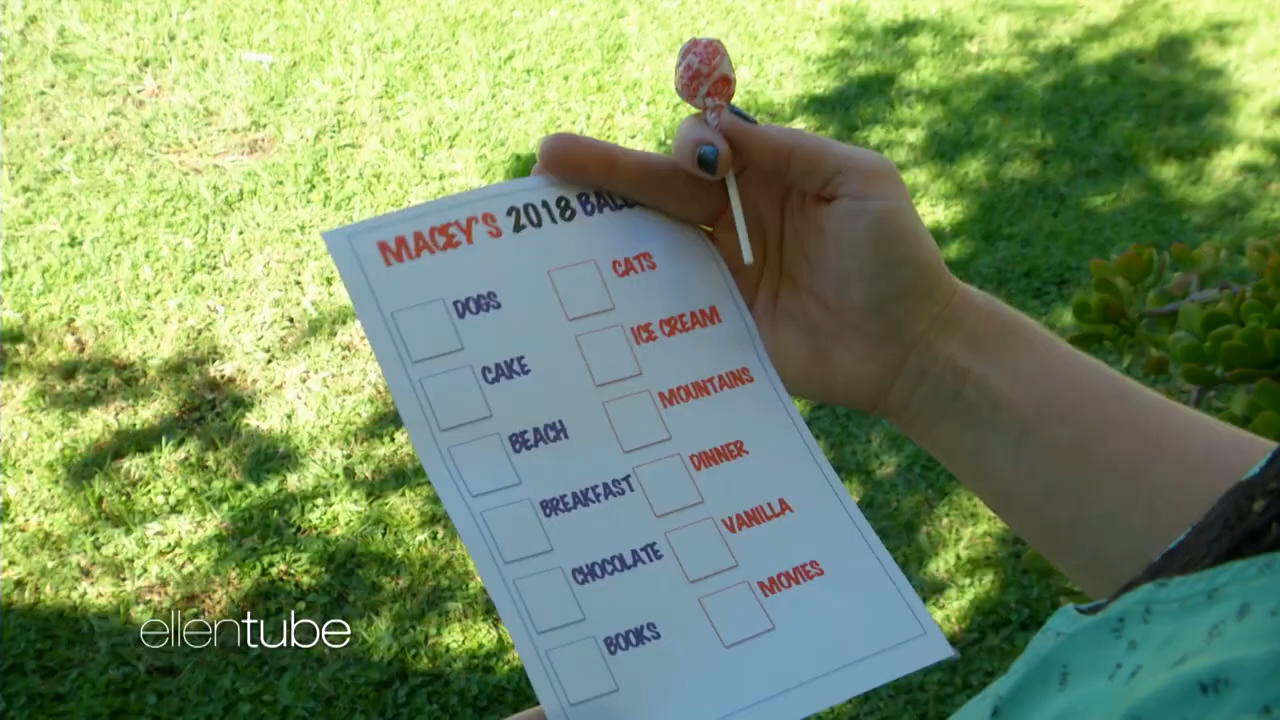 MACEY'S 2018
DOGS CATS
CAKE ICE CREAM
BEACH MOUNTAINS
BREAKFAST DINNER
CHOCOLATE VANILLA
BOOKS MOVIES
ellentube